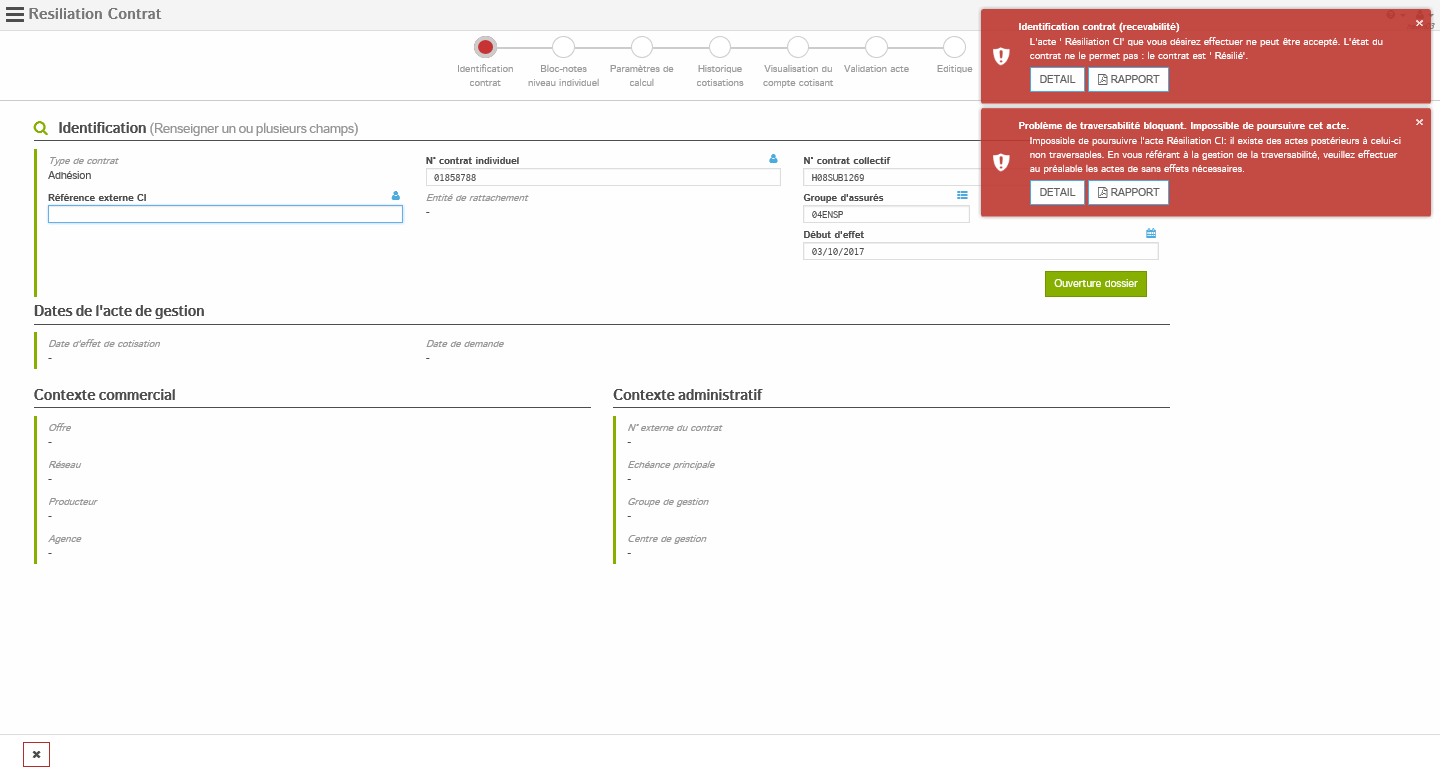 Resiliation Contrat
Identification
contrat
Bloc-notes
niveau individuel
Paramètres de
calcul
Historique
cotisations
Visualisation du
compte cotisant
Validation acte
Editique
Identification contrat (recevabilité)
L'acte ' Résiliation CI' que vous désirez effectuer ne peut être accepté. L'état du
contrat ne le permet pas : le contrat est ' Résilié'.
DETAIL
RAPPORT
Problème de traversabilité bloquant. Impossible de poursuivre cet acte.
Impossible de poursuivre l'acte Résiliation CI: il existe des actes postérieurs à celui-ci
non traversables. En vous référant à la gestion de la traversabilité, veuillez effectuer
au préalable les actes de sans effets nécessaires.
DETAIL
RAPPORT
Identification (Renseigner un ou plusieurs champs)
Type de contrat
Adhésion
N° contrat individuel
01858788
N° contrat collectif
H08SUB1269
Référence externe CI
Entité de rattachement
-
Groupe d'assurés
04ENSP
Début d'effet
03/10/2017
Ouverture dossier
Dates de l'acte de gestion
Date d'effet de cotisation
-
Date de demande
-
Contexte commercial
Offre
-
Réseau
-
Producteur
-
Agence
-
Contexte administratif
N° externe du contrat
-
Echéance principale
-
Groupe de gestion
-
Centre de gestion
-